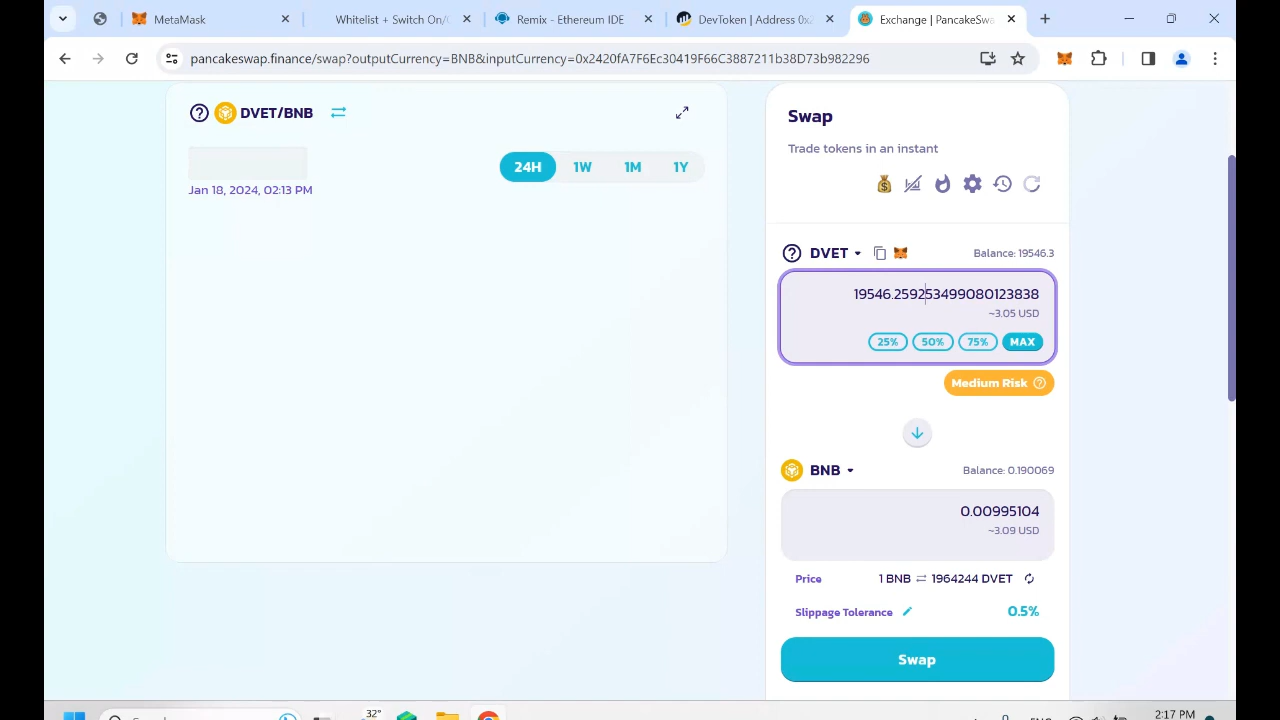 MetaMask
Whitelist + Switch On/
Remix - Ethereum IDE
DevToken | Address 0x
Exchange | PancakeSwa
pancakeswap.finance/swap?outputCurrency=BNB&inputCurrency=0x2420fA7F6Ec30419F66C3887211b38D73b982296
DVET/BNB
24H 1W 1M 1Y
Jan 18, 2024, 02:13 PM
Swap
Trade tokens in an instant
DVET
Balance: 19546.3
19546.259253499080123838
~3.05 USD
25% 50% 75% MAX
Medium Risk
BNB
Balance: 0.190069
0.00995104
~3.09 USD
Price 1 BNB ⇌ 1964244 DVET
Slippage Tolerance 0.5%
Swap
32°
2:17 PM